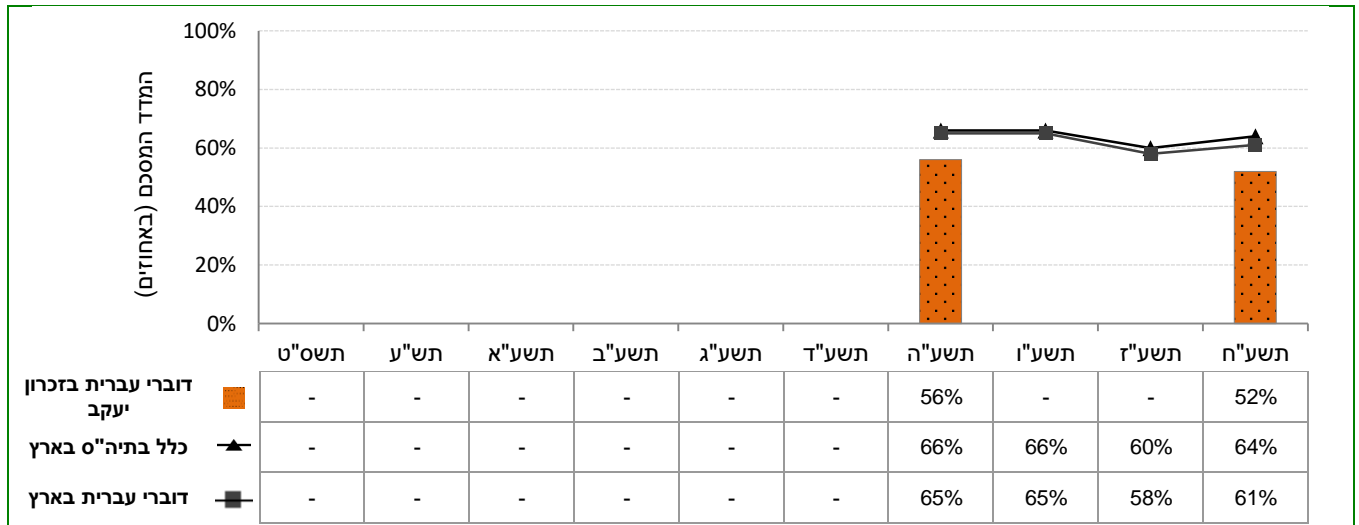 100%
80%
60%
40%
20%
0%
המדד המסכם (באחוזים)
תשס"ט תש"ע תשע"א תשע"ב תשע"ג תשע"ד תשע"ה תשע"ו תשע"ז תשע"ח
דוברי עברית בזכרון
יעקב
- - - - - - 56% - - 52%
כלל בתיה"ס בארץ - - - - - - 66% 66% 60% 64%
דוברי עברית בארץ - - - - - - 65% 65% 58% 61%